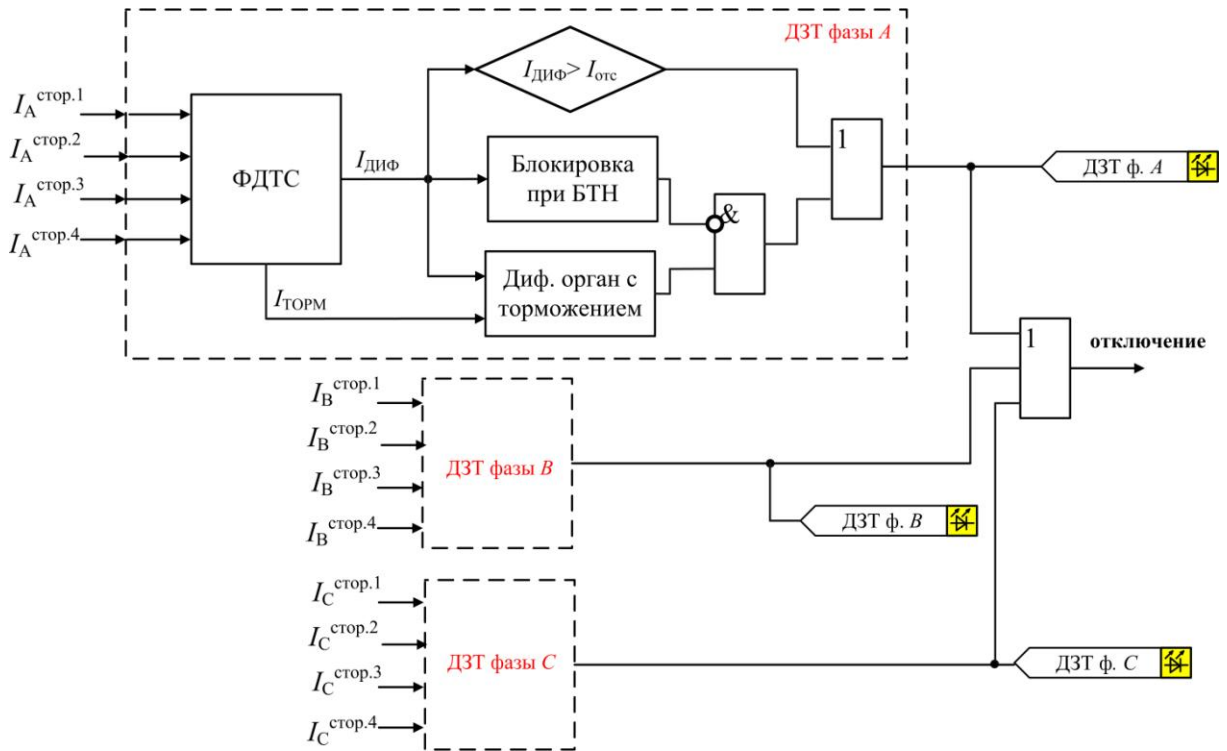 ДЗТ фазы A
I_ДИФ > I_отс
I_A^стор.1
I_A^стор.2
I_A^стор.3
I_A^стор.4
ФДТС
I_ДИФ
Блокировка
при БТН
1
&
ДЗТ ф. A
Диф. орган с
торможением
I_ТОРМ
1
отключение
I_B^стор.1
I_B^стор.2
I_B^стор.3
I_B^стор.4
ДЗТ фазы B
ДЗТ ф. B
I_C^стор.1
I_C^стор.2
I_C^стор.3
I_C^стор.4
ДЗТ фазы C
ДЗТ ф. C